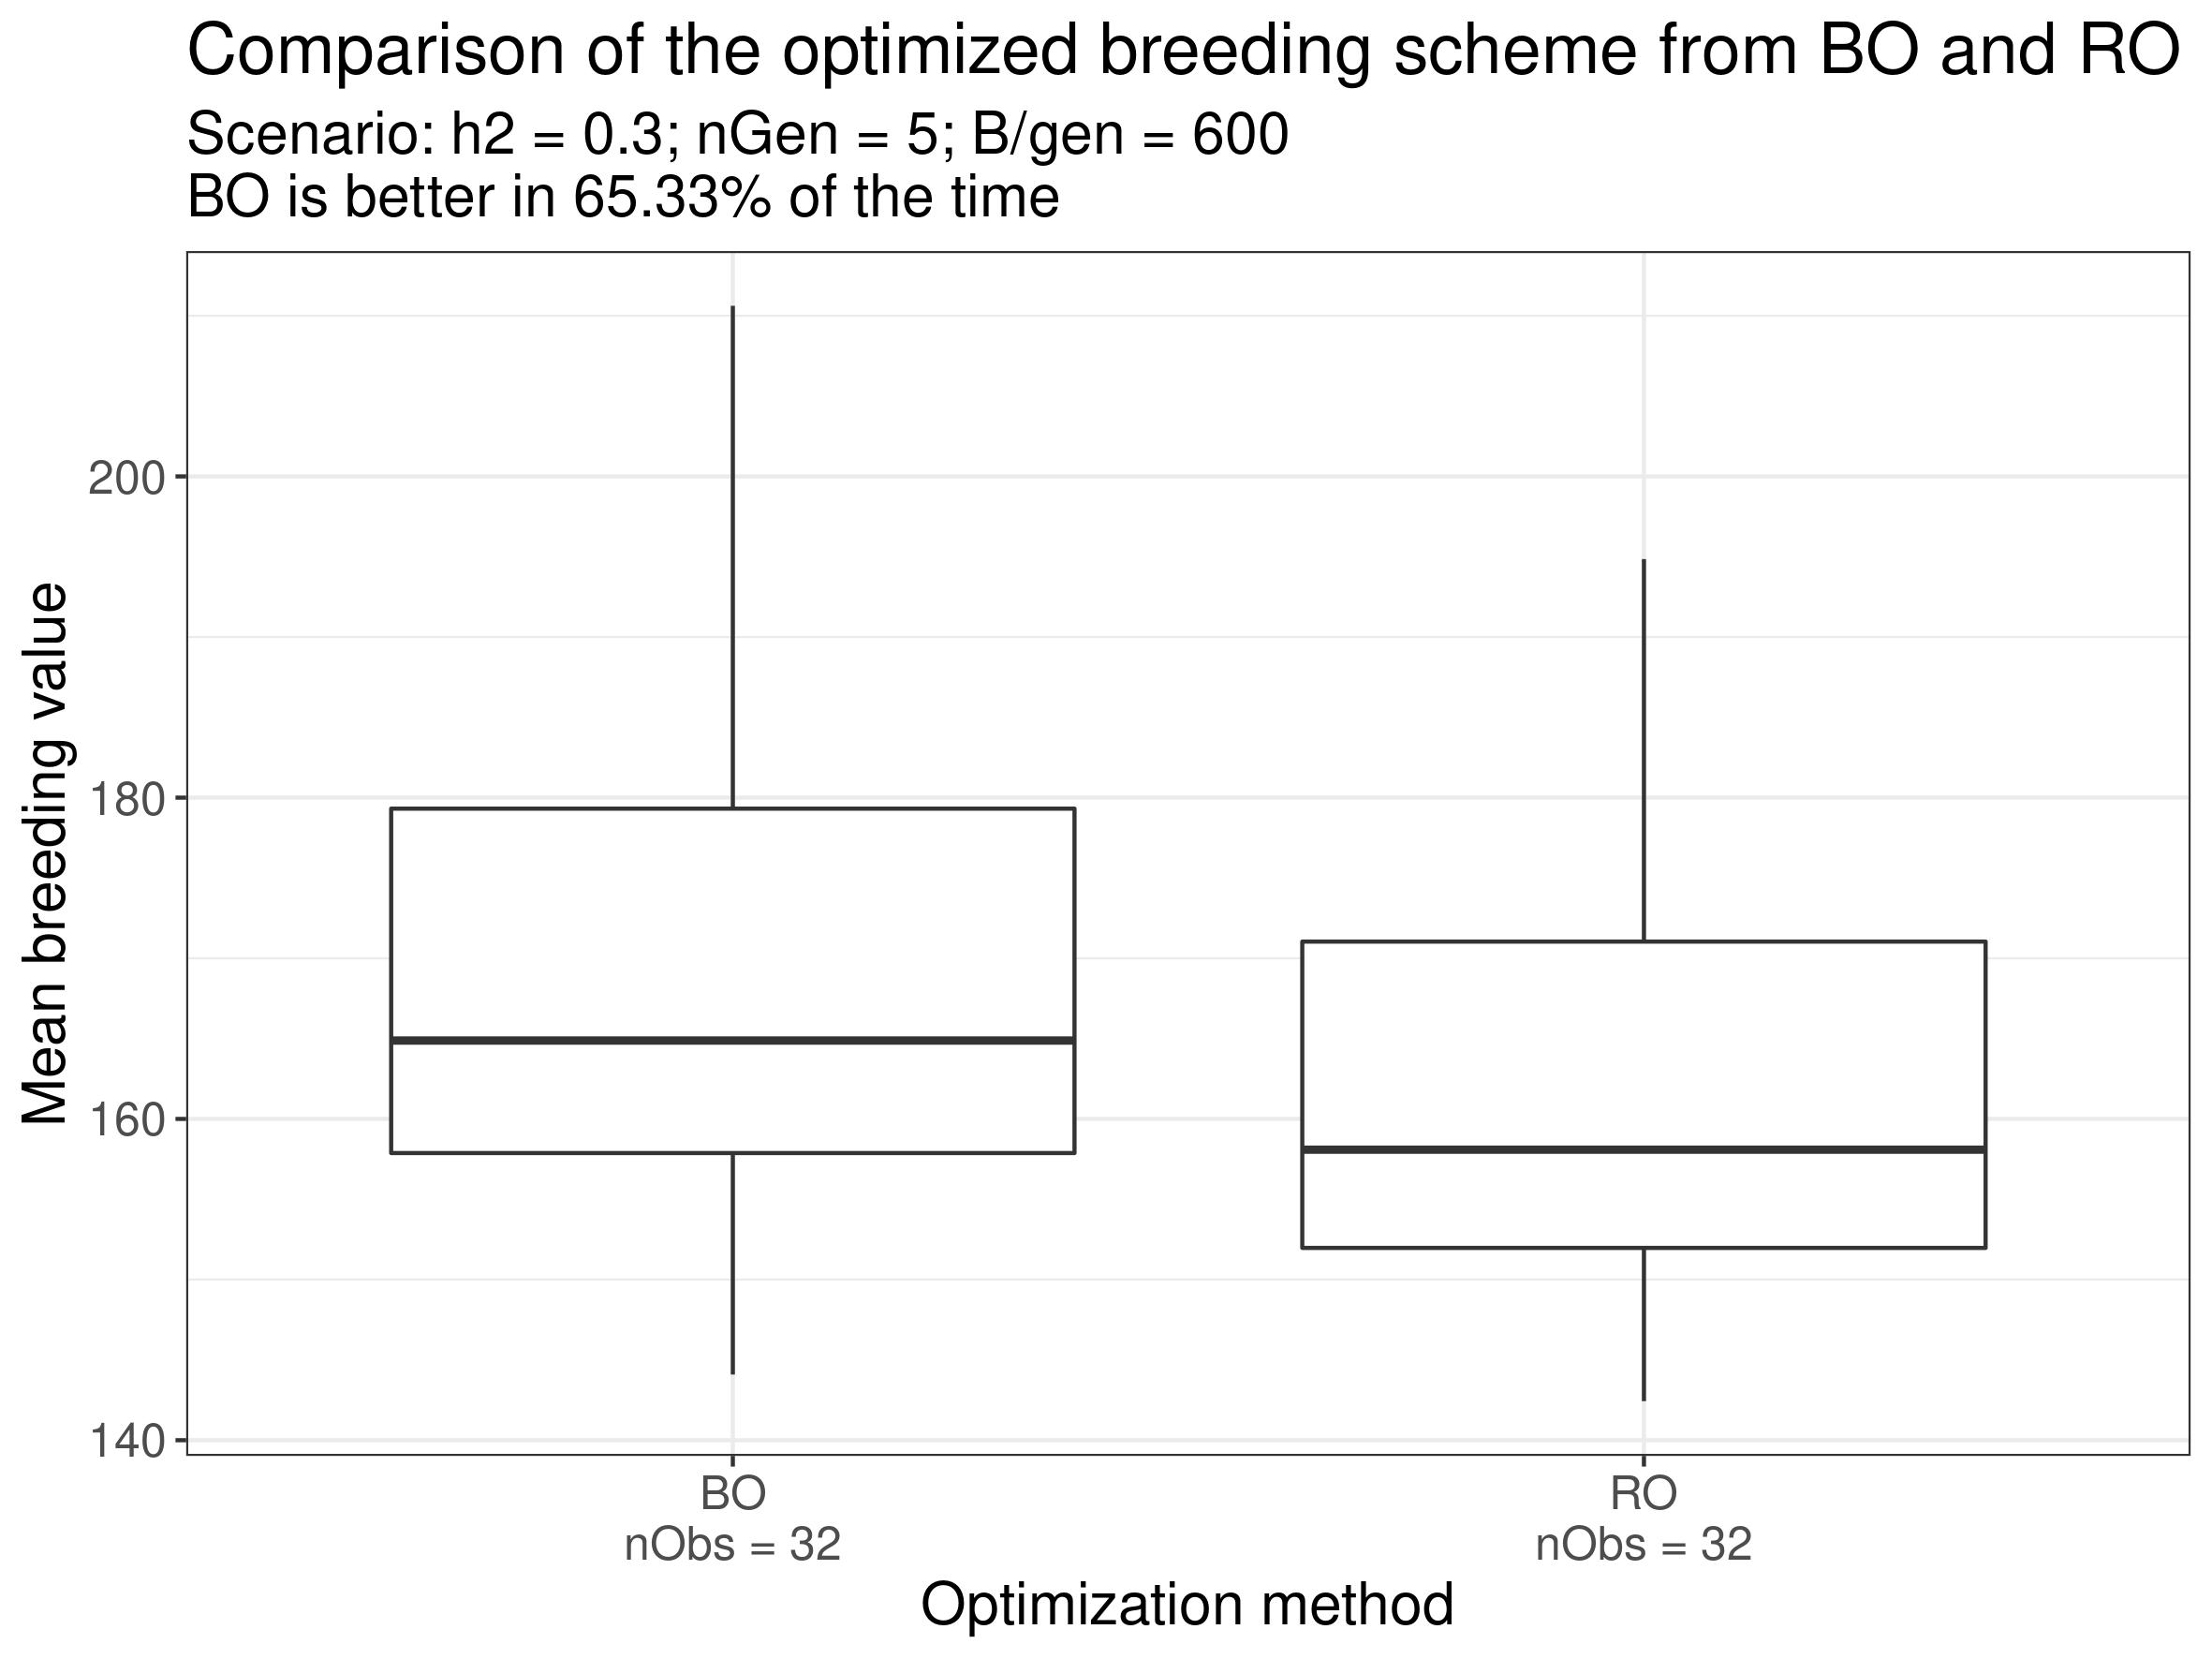 Comparison of the optimized breeding scheme from BO and RO
Scenario: h2 = 0.3; nGen = 5; B/gen = 600
BO is better in 65.33% of the time
Mean breeding value
200
180
160
140
BO
nObs = 32
RO
nObs = 32
Optimization method